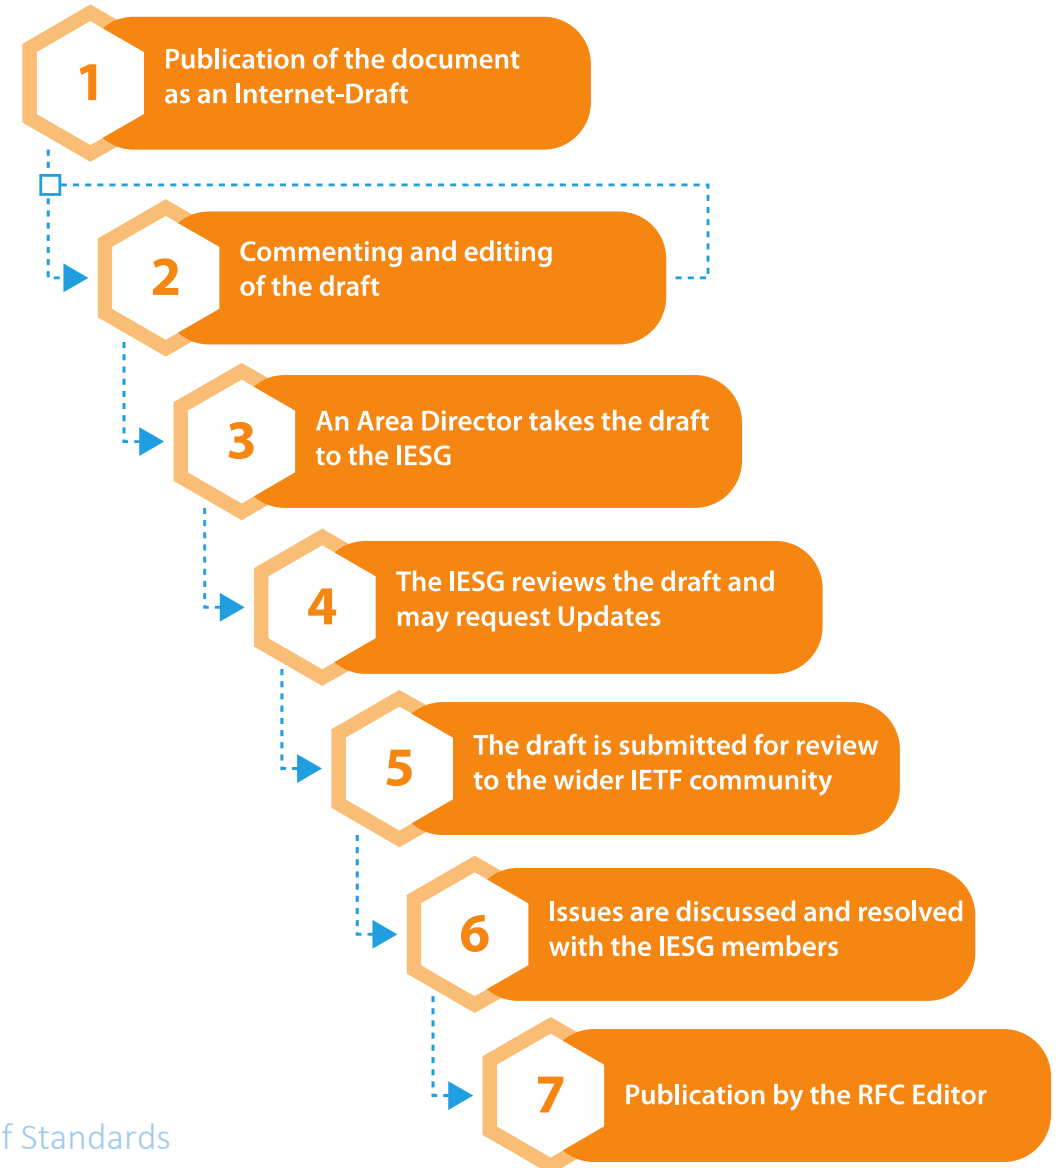 1
Publication of the document
as an Internet-Draft
2
Commenting and editing
of the draft
3
An Area Director takes the draft
to the IESG
4
The IESG reviews the draft and
may request Updates
5
The draft is submitted for review
to the wider IETF community
6
Issues are discussed and resolved
with the IESG members
7
Publication by the RFC Editor
f Standards